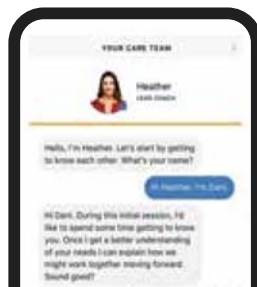 YOUR CARE TEAM
Heather
LEAD COACH
Hello, I'm Heather. Let's start by getting
to know each other. What's your name?
Hi Heather, I'm Dani.
Hi Dani. During this initial session, I'd
like to spend some time getting to know
you. Once I get a better understanding
of your needs I can explain how we
might work together moving forward.
Sound good?